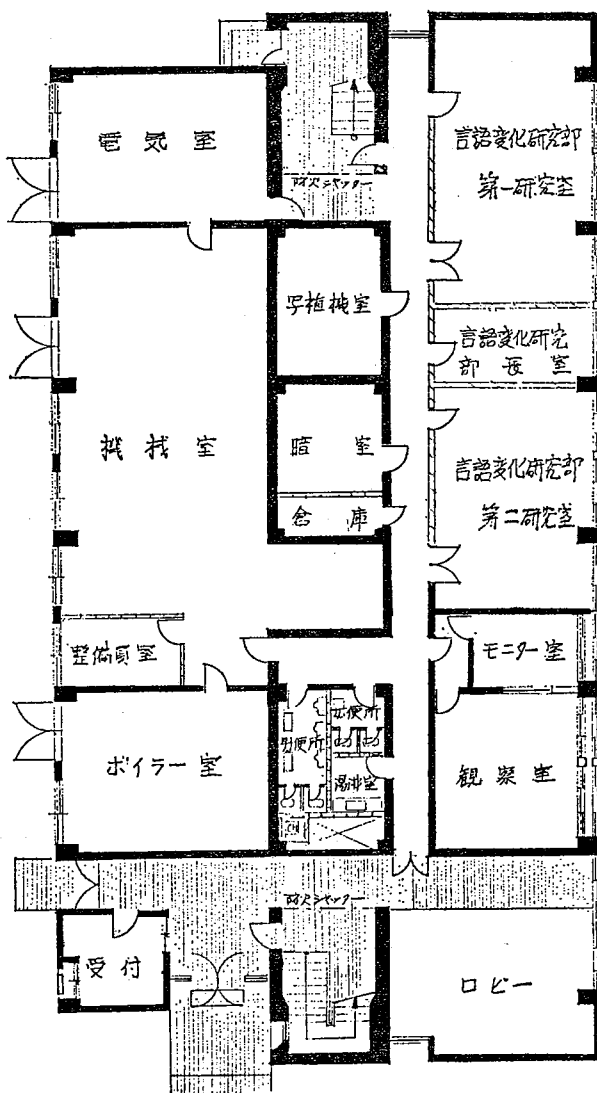 電気室
防火シャッター
言語変化研究部
第一研究室
写植機室
言語変化研究
部長室
機械室
暗室
倉庫
言語変化研究部
第二研究室
整備員室
モニター室
女便所
男便所
湯沸室
ボイラー室
観察室
防火シャッター
受付
ロビー